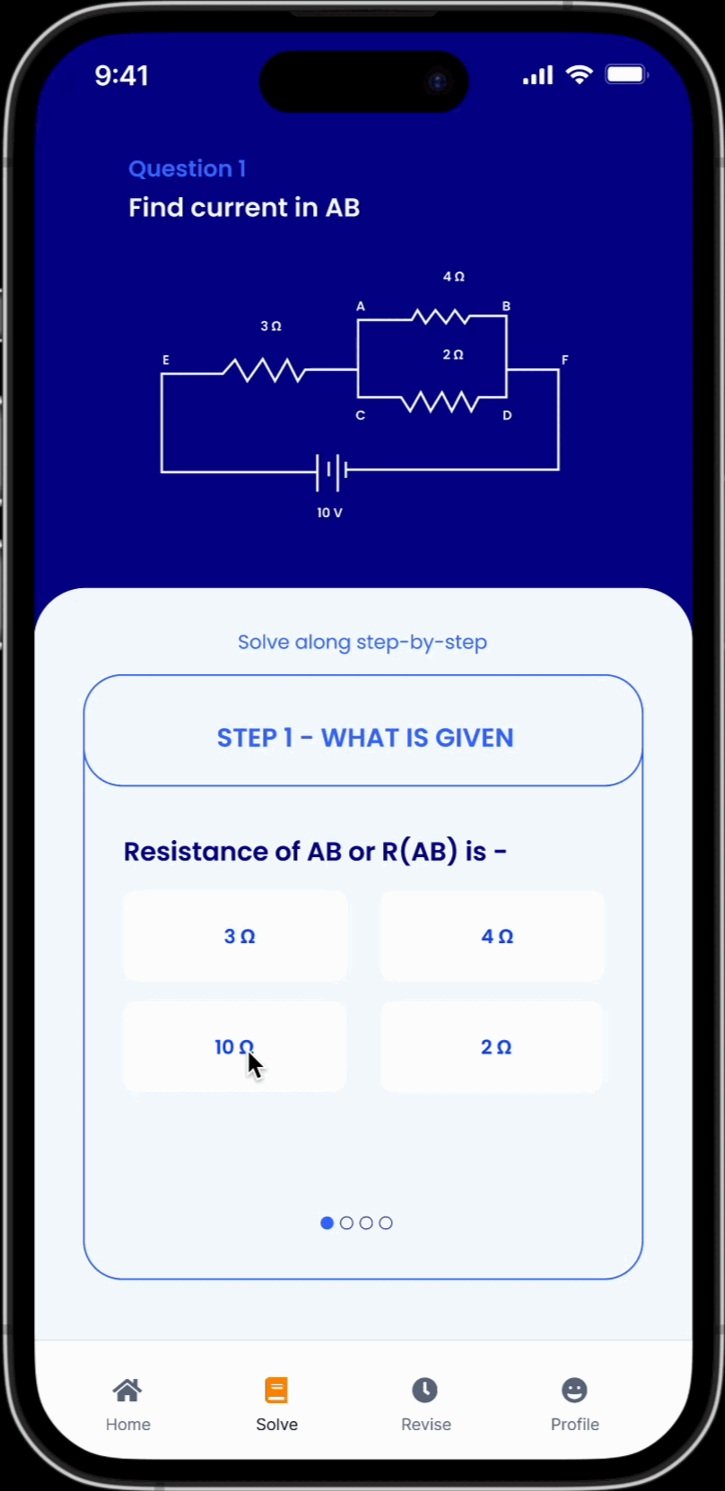 9:41
Question 1
Find current in AB
4 Ω
A
B
3 Ω
2 Ω
E
F
C
D
10 V
Solve along step-by-step
STEP 1 - WHAT IS GIVEN
Resistance of AB or R(AB) is -
3 Ω
4 Ω
10 Ω
2 Ω
Home
Solve
Revise
Profile